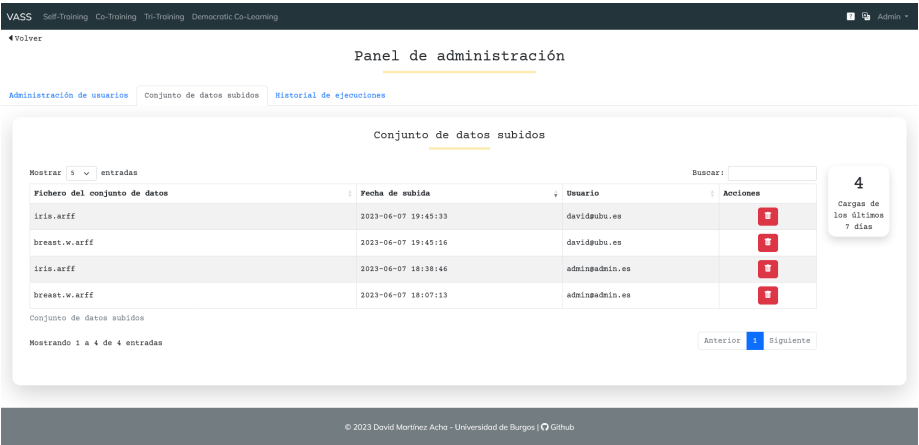 VASS Self-Training Co-Training Tri-Training Democratic Co-Learning Admin
Volver
Panel de administración
Administración de usuarios Conjunto de datos subidos Historial de ejecuciones
Conjunto de datos subidos
Mostrar 5 entradas Buscar:
Fichero del conjunto de datos Fecha de subida Usuario Acciones
iris.arff 2023-06-07 19:45:33 david@ubu.es
breast.w.arff 2023-06-07 19:45:16 david@ubu.es
iris.arff 2023-06-07 18:38:46 admin@admin.es
breast.w.arff 2023-06-07 18:07:13 admin@admin.es
Conjunto de datos subidos
Mostrando 1 a 4 de 4 entradas
Anterior 1 Siguiente
4
Cargas de
los últimos
7 días
© 2023 David Martínez Acha - Universidad de Burgos | Github